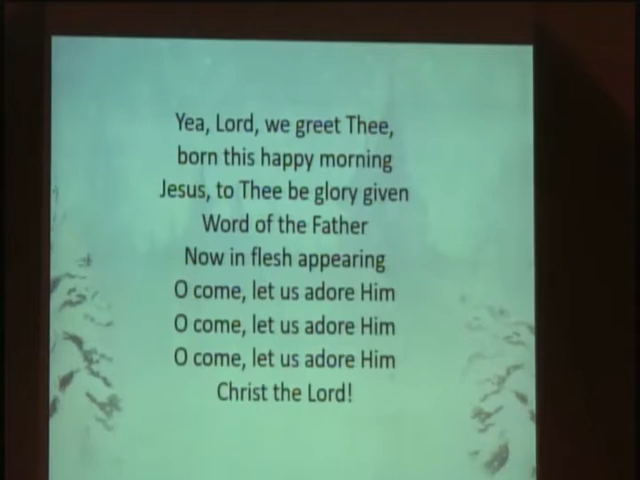 Yea, Lord, we greet Thee,
born this happy morning
Jesus, to Thee be glory given
Word of the Father
Now in flesh appearing
O come, let us adore Him
O come, let us adore Him
O come, let us adore Him
Christ the Lord!